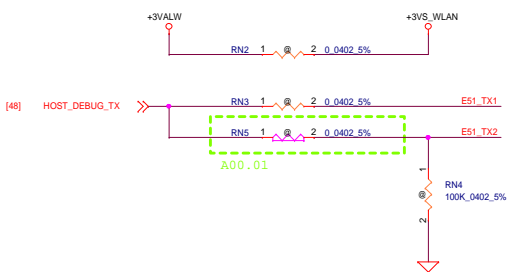 +3VALW +3VS_WLAN
RN2 1 @ 2 0_0402_5%
[48] HOST_DEBUG_TX RN3 1 @ 2 0_0402_5% E51_TX1
RN5 1 @ 2 0_0402_5% E51_TX2
A00.01
1
RN4
@ 100K_0402_5%
2